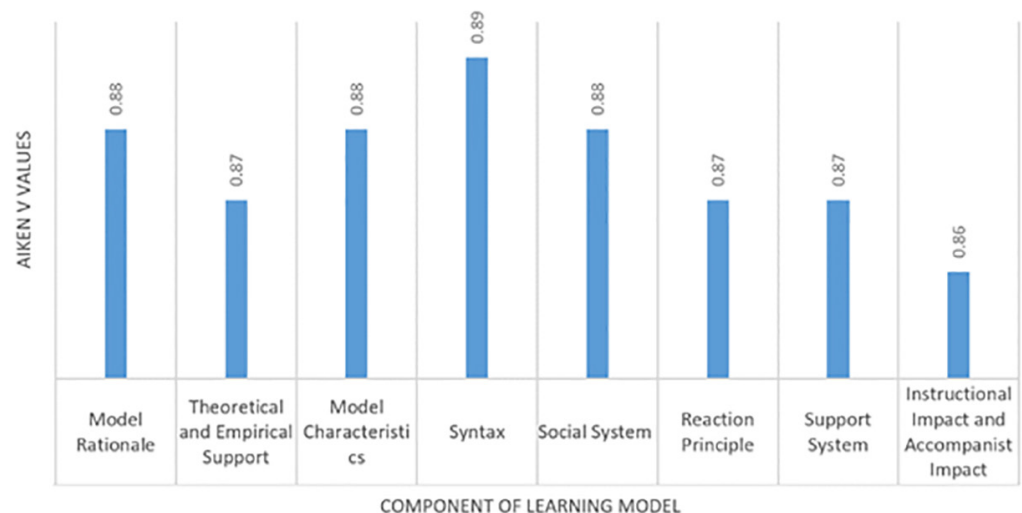 AIKEN V VALUES
0.88
0.87
0.88
0.89
0.88
0.87
0.87
0.86
Model
Rationale
Theoretical
and Empirical
Support
Model
Characteristi
cs
Syntax
Social System
Reaction
Principle
Support
System
Instructional
Impact and
Accompanist
Impact
COMPONENT OF LEARNING MODEL